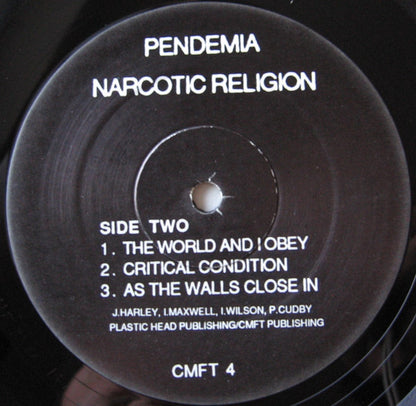 PENDEMIA
NARCOTIC RELIGION
SIDE TWO
1. THE WORLD AND I OBEY
2. CRITICAL CONDITION
3. AS THE WALLS CLOSE IN
J.HARLEY, I.MAXWELL, I.WILSON, P.CUDBY
PLASTIC HEAD PUBLISHING/CMFT PUBLISHING
CMFT 4